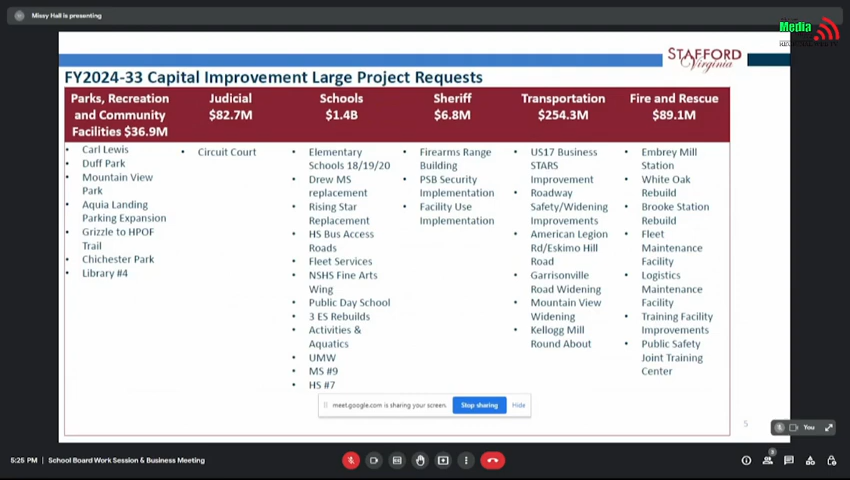 Missy Hall is presenting
Media
STAFFORD
Virginia
FY2024-33 Capital Improvement Large Project Requests
Parks, Recreation
and Community
Facilities $36.9M
Carl Lewis
Duff Park
Mountain View
Park
Aquia Landing
Parking Expansion
Grizzle to HPOF
Trail
Chichester Park
Library #4
Judicial
$82.7M
Circuit Court
Schools
$1.4B
Elementary
Schools 18/19/20
Drew MS
replacement
Rising Star
Replacement
HS Bus Access
Roads
Fleet Services
NSHS Fine Arts
Wing
Public Day School
3 ES Rebuilds
Activities &
Aquatics
UMW
MS #9
HS #7
Sheriff
$6.8M
Firearms Range
Building
PSB Security
Implementation
Facility Use
Implementation
Transportation
$254.3M
US17 Business
STARS
Improvement
Roadway
Safety/Widening
Improvements
American Legion
Rd/Eskimo Hill
Road
Garrisonville
Road Widening
Mountain View
Widening
Kellogg Mill
Round About
Fire and Rescue
$89.1M
Embrey Mill
Station
White Oak
Rebuild
Brooke Station
Rebuild
Fleet
Maintenance
Facility
Logistics
Maintenance
Facility
Training Facility
Improvements
Public Safety
Joint Training
Center
meet.google.com is sharing your screen.
Stop sharing
Hide
5
You
5:25 PM | School Board Work Session & Business Meeting